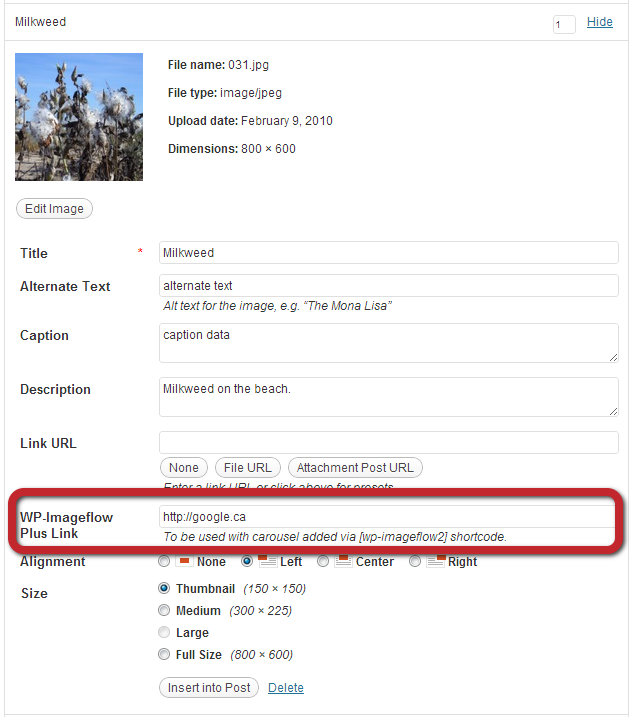 Milkweed 1 Hide
File name: 031.jpg
File type: image/jpeg
Upload date: February 9, 2010
Dimensions: 800 × 600
Edit Image
Title * Milkweed
Alternate Text alternate text
Alt text for the image, e.g. “The Mona Lisa”
Caption caption data
Description Milkweed on the beach.
Link URL
None File URL Attachment Post URL
Enter a link URL or click above for presets.
WP-Imageflow Plus Link http://google.ca
To be used with carousel added via [wp-imageflow2] shortcode.
Alignment None Left Center Right
Size Thumbnail (150 × 150)
Medium (300 × 225)
Large
Full Size (800 × 600)
Insert into Post Delete